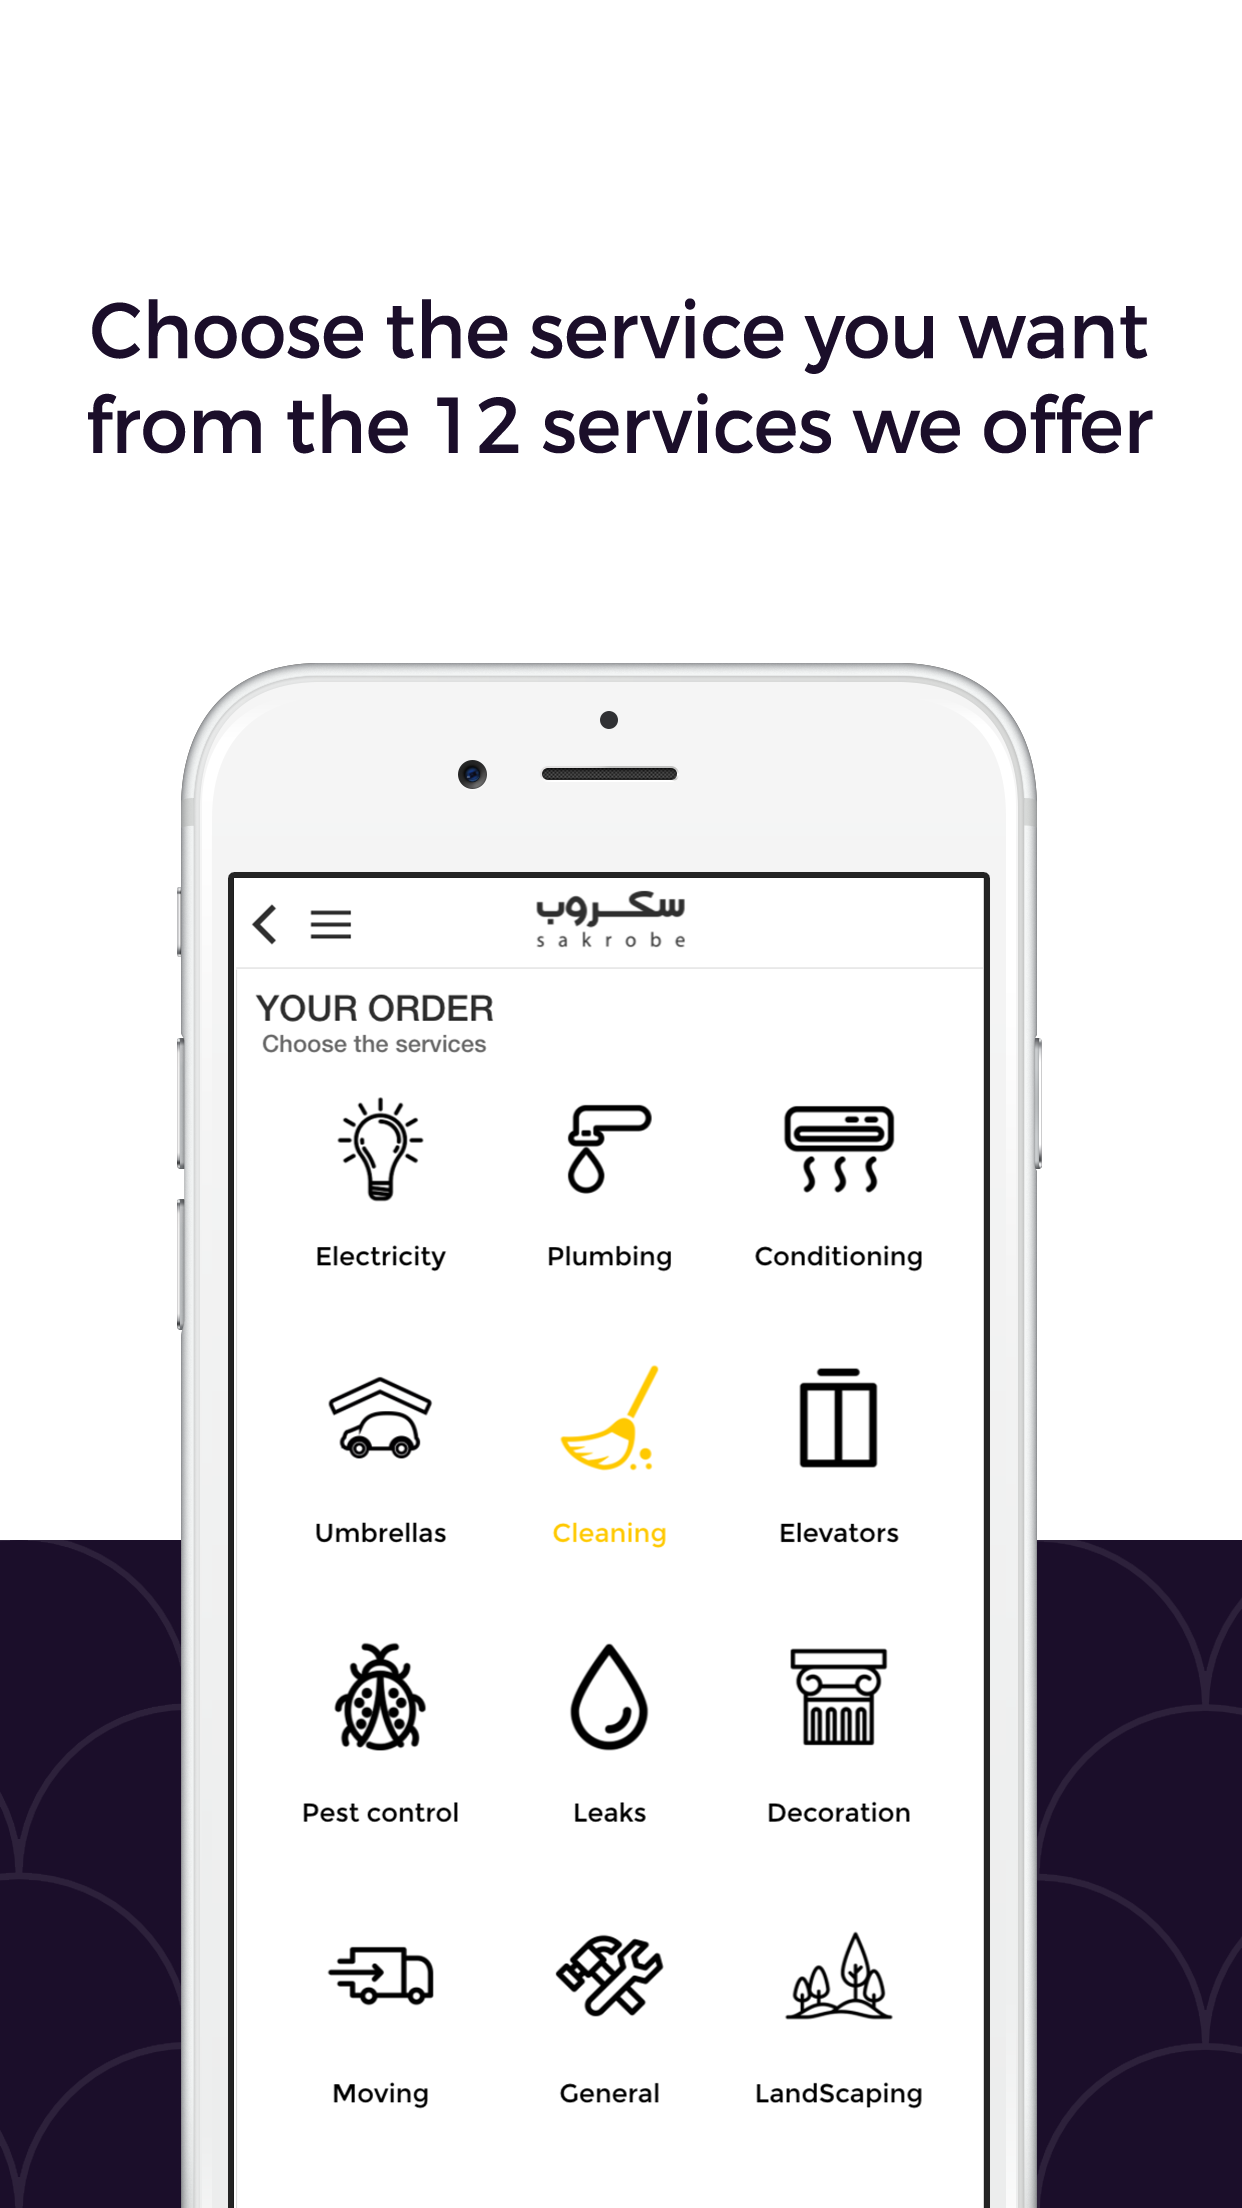 Choose the service you want
from the 12 services we offer
سكروب
sakrobe
YOUR ORDER
Choose the services
Electricity
Plumbing
Conditioning
Umbrellas
Cleaning
Elevators
Pest control
Leaks
Decoration
Moving
General
LandScaping